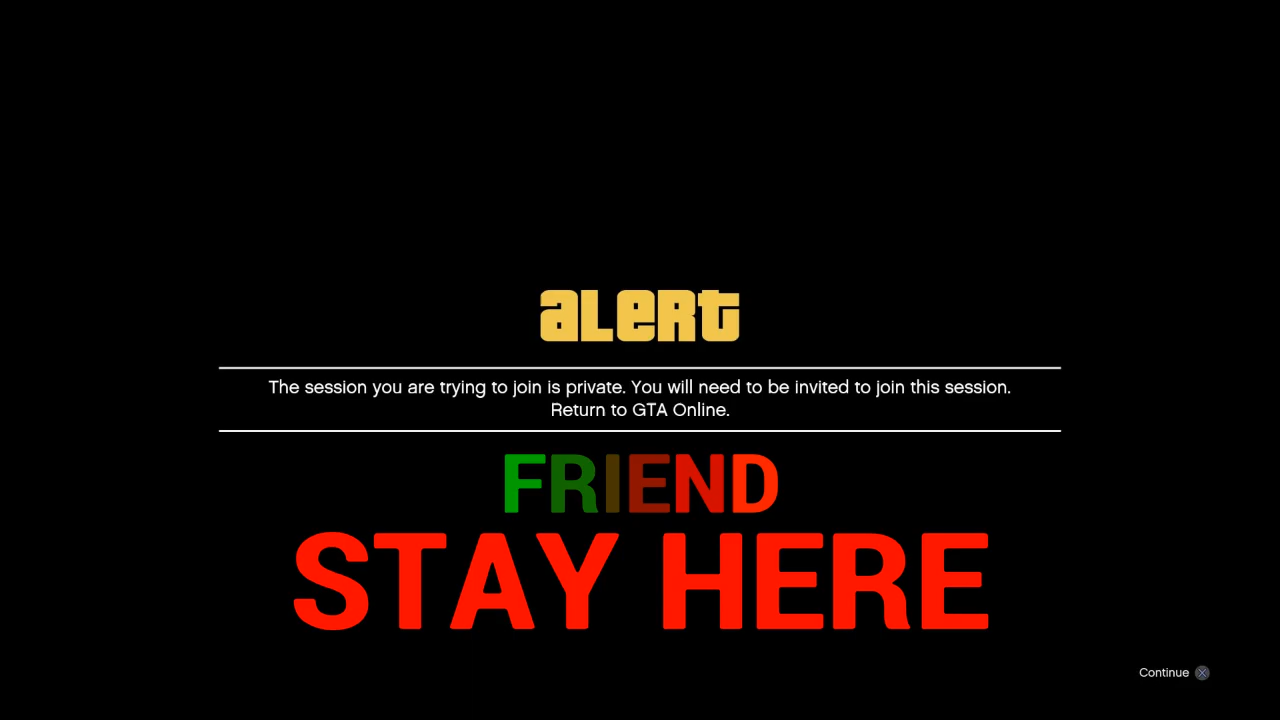 aLeRt
The session you are trying to join is private. You will need to be invited to join this session.
Return to GTA Online.
FRIEND
STAY HERE
Continue